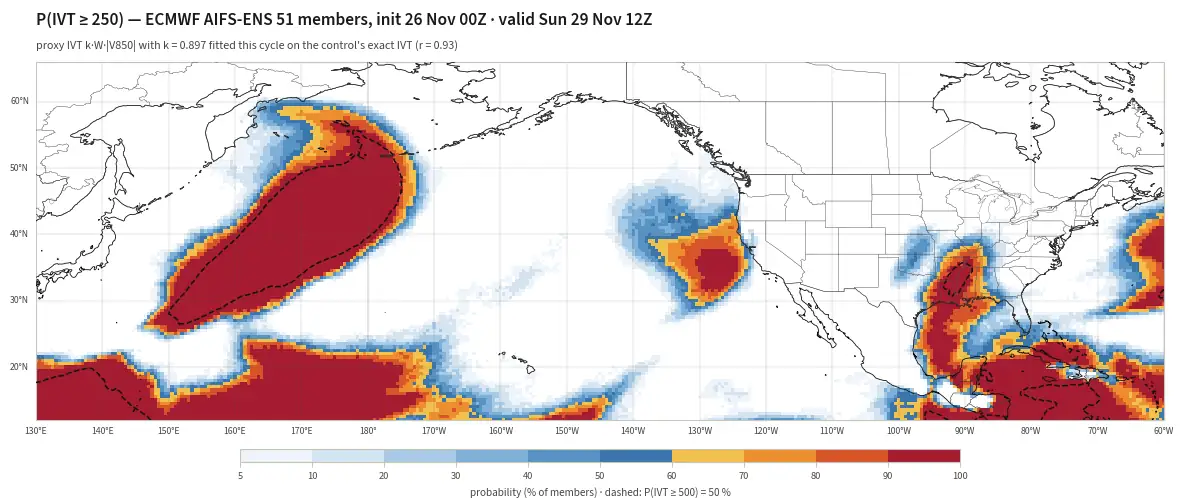 P(IVT ≥ 250) — ECMWF AIFS-ENS 51 members, init 26 Nov 00Z · valid Sun 29 Nov 12Z
proxy IVT k·W·|V850| with k = 0.897 fitted this cycle on the control's exact IVT (r = 0.93)
60°N
50°N
40°N
30°N
20°N
130°E 140°E 150°E 160°E 170°E 180° 170°W 160°W 150°W 140°W 130°W 120°W 110°W 100°W 90°W 80°W 70°W 60°W
5 10 20 30 40 50 60 70 80 90 100
probability (% of members) · dashed: P(IVT ≥ 500) = 50 %